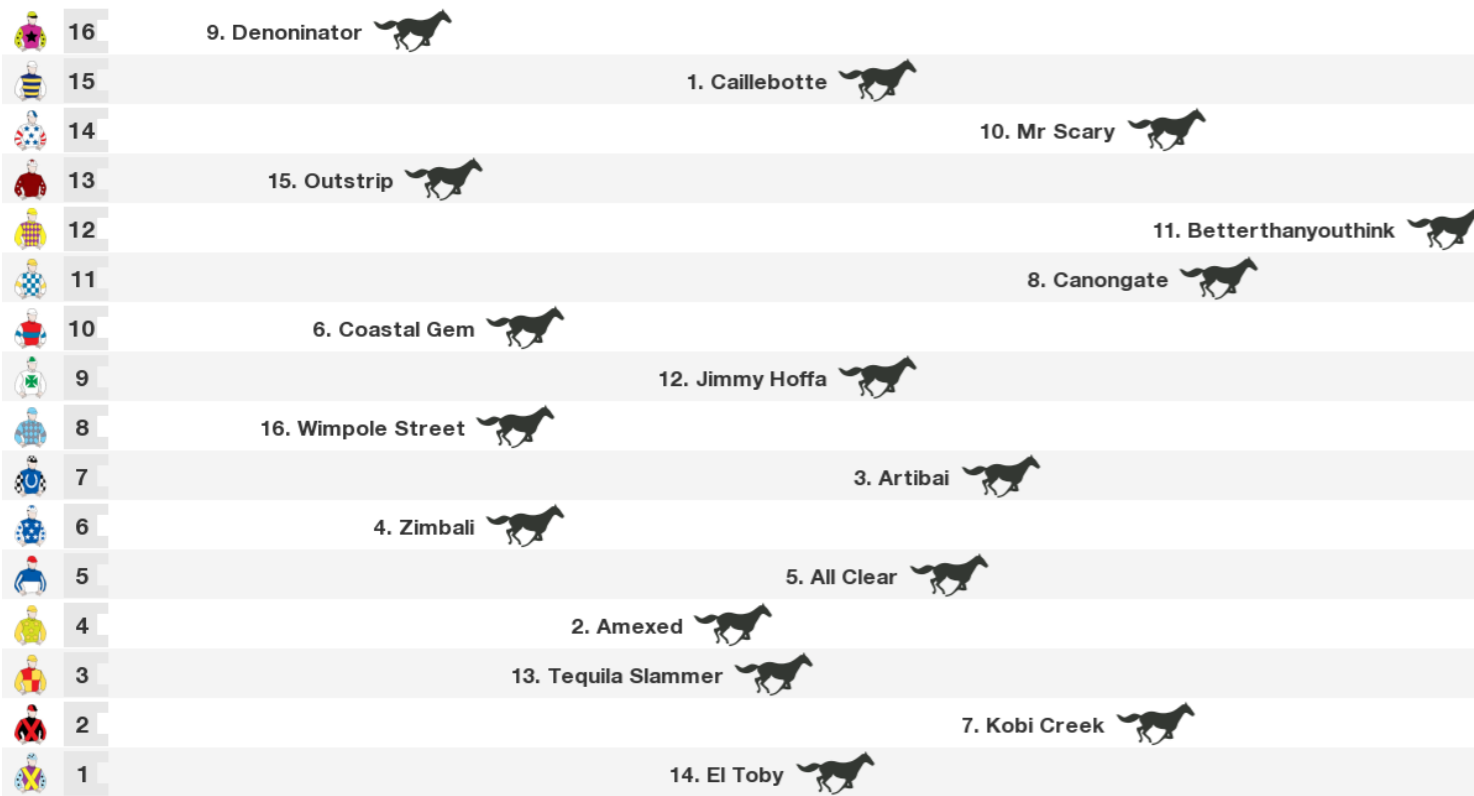 16 9. Denoninator
15 1. Caillebotte
14 10. Mr Scary
13 15. Outstrip
12 11. Betterthanyouthink
11 8. Canongate
10 6. Coastal Gem
9 12. Jimmy Hoffa
8 16. Wimpole Street
7 3. Artibai
6 4. Zimbali
5 5. All Clear
4 2. Amexed
3 13. Tequila Slammer
2 7. Kobi Creek
1 14. El Toby